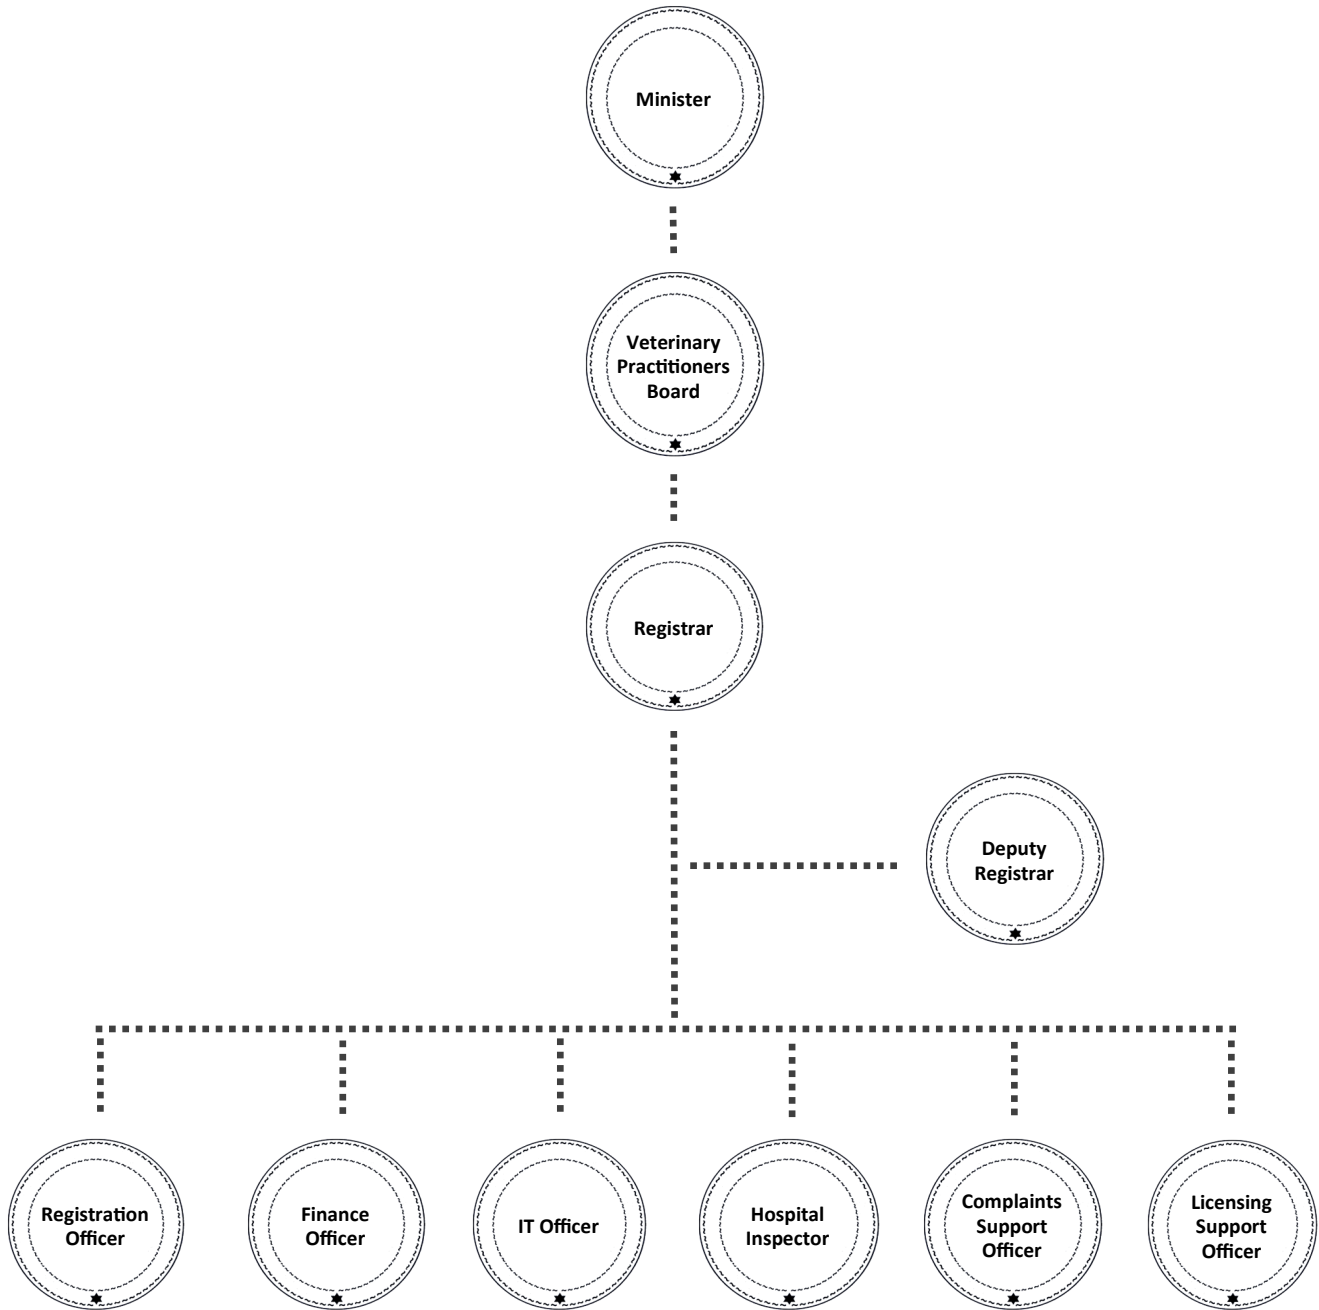 Minister
Veterinary
Practitioners
Board
Registrar
Deputy
Registrar
Registration
Officer
Finance
Officer
IT Officer
Hospital
Inspector
Complaints
Support
Officer
Licensing
Support
Officer